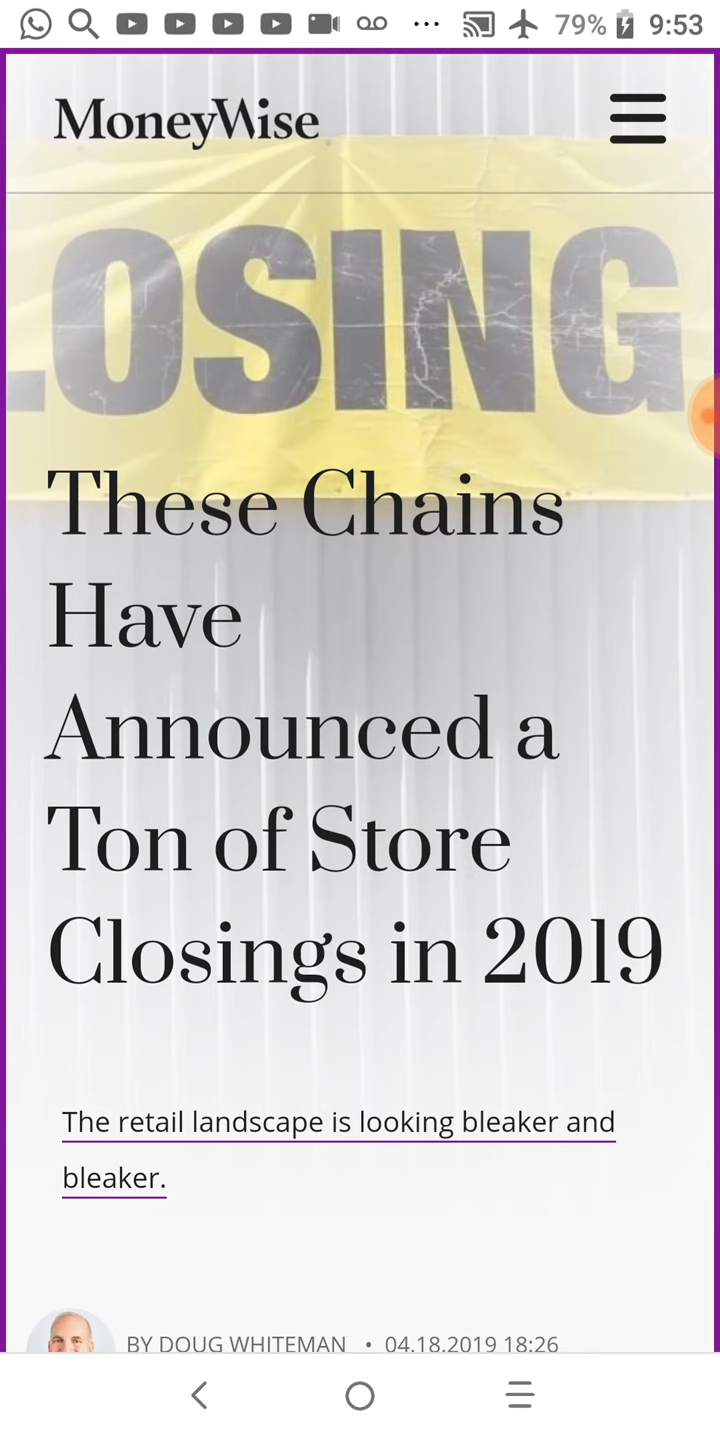 79% 9:53
MoneyWise
LOSING
These Chains
Have
Announced a
Ton of Store
Closings in 2019
The retail landscape is looking bleaker and
bleaker.
BY DOUG WHITEMAN • 04.18.2019 18:26